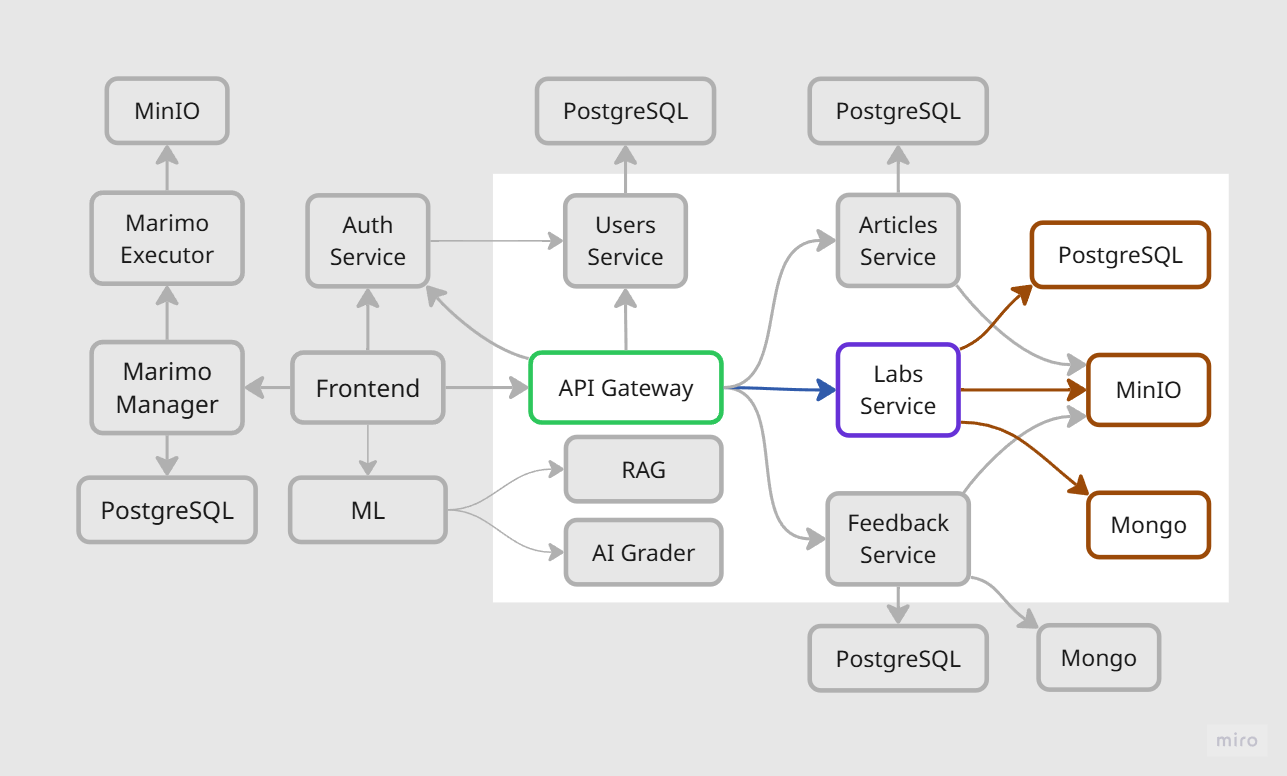 MinIO
PostgreSQL
PostgreSQL
Marimo
Executor
Auth
Service
Users
Service
Articles
Service
PostgreSQL
Marimo
Manager
Frontend
API Gateway
Labs
Service
MinIO
PostgreSQL
ML
RAG
AI Grader
Feedback
Service
Mongo
PostgreSQL
Mongo
miro